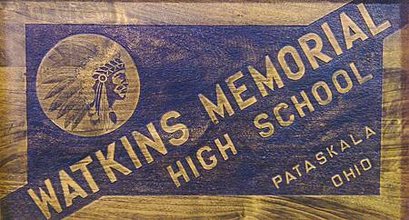 WATKINS MEMORIAL
HIGH SCHOOL
PATASKALA
OHIO